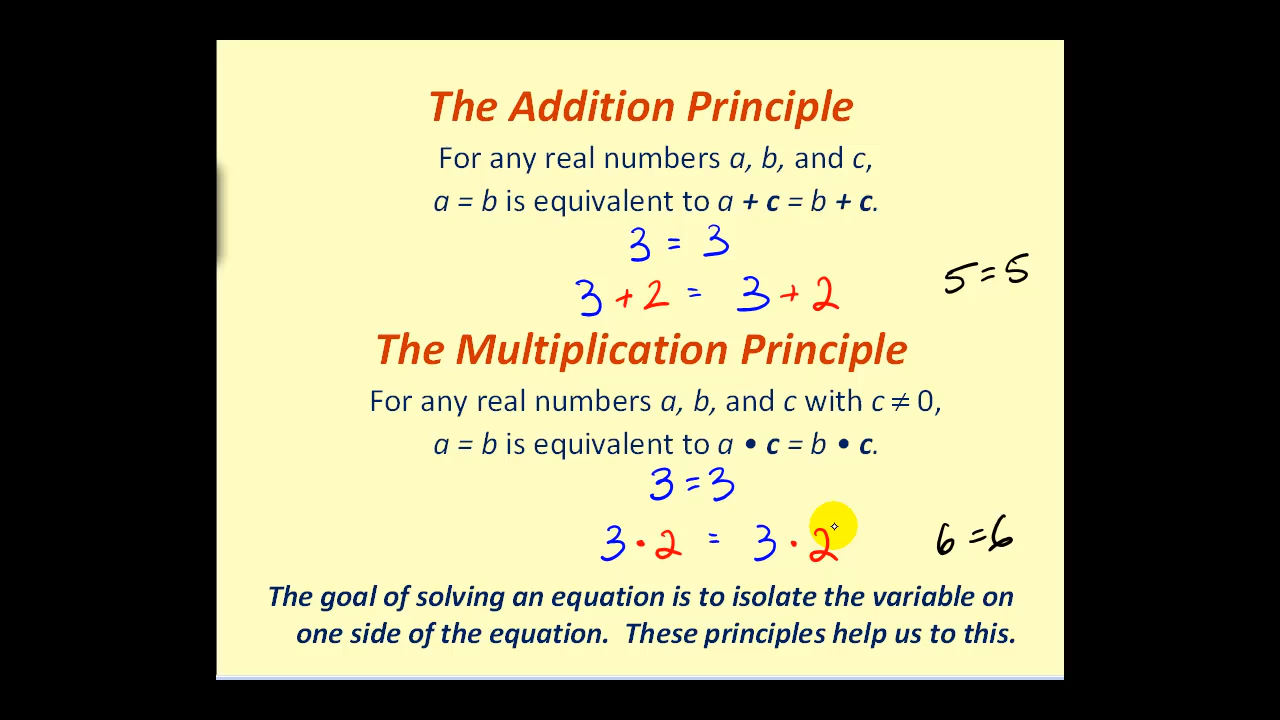 The Addition Principle
For any real numbers a, b, and c,
a = b is equivalent to a + c = b + c.
3 = 3
3 + 2 = 3 + 2
5 = 5
The Multiplication Principle
For any real numbers a, b, and c with c ≠ 0,
a = b is equivalent to a • c = b • c.
3 = 3
3 · 2 = 3 · 2
6 = 6
The goal of solving an equation is to isolate the variable on
one side of the equation. These principles help us to this.